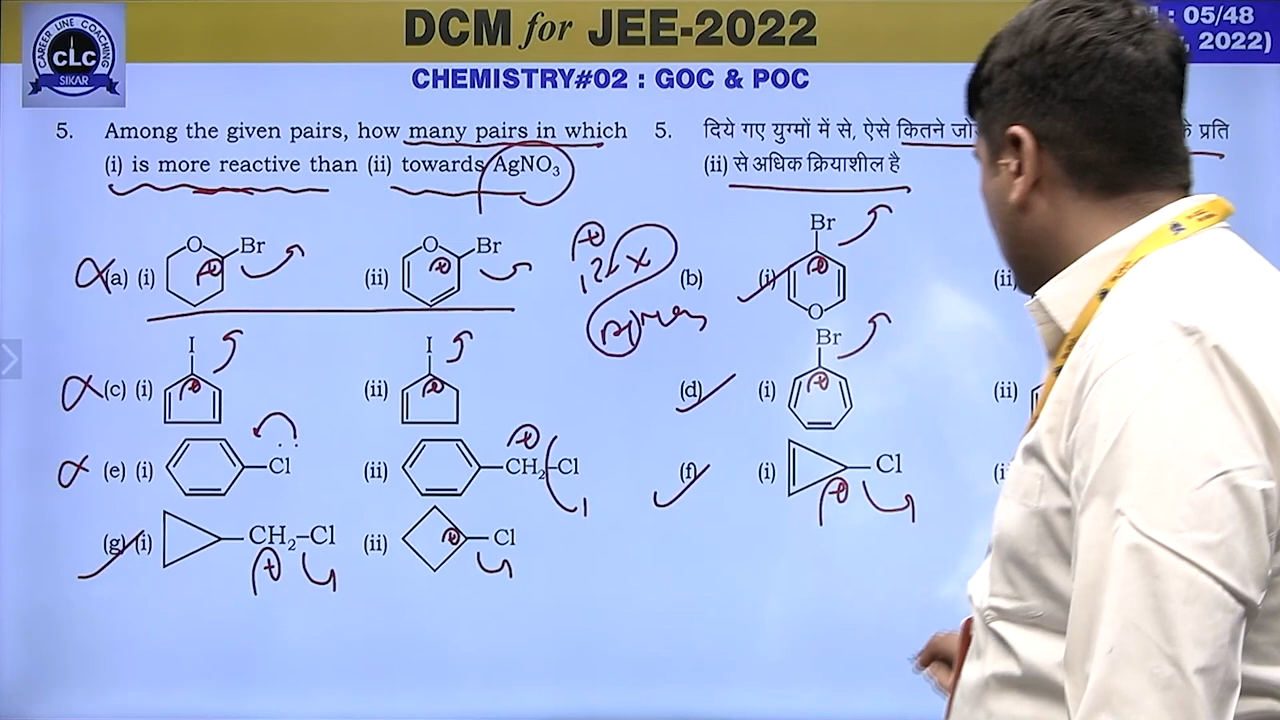 CAREER LINE COACHING
CLC
SIKAR
DCM for JEE-2022
: 05/48
, 2022)
CHEMISTRY#02 : GOC & POC
5. Among the given pairs, how many pairs in which
(i) is more reactive than (ii) towards AgNO3
5. दिये गए युग्मों में से, ऐसे कितने जो
प्रति
(ii) से अधिक क्रियाशील है
(a) (i) O Br (ii) O Br
(b) (i) Br O (ii)
(c) (i) I (ii) I
(d) (i) Br (ii)
(e) (i) Cl (ii) CH2–Cl
(f) (i) Cl
(g) (i) CH2–Cl (ii) Cl